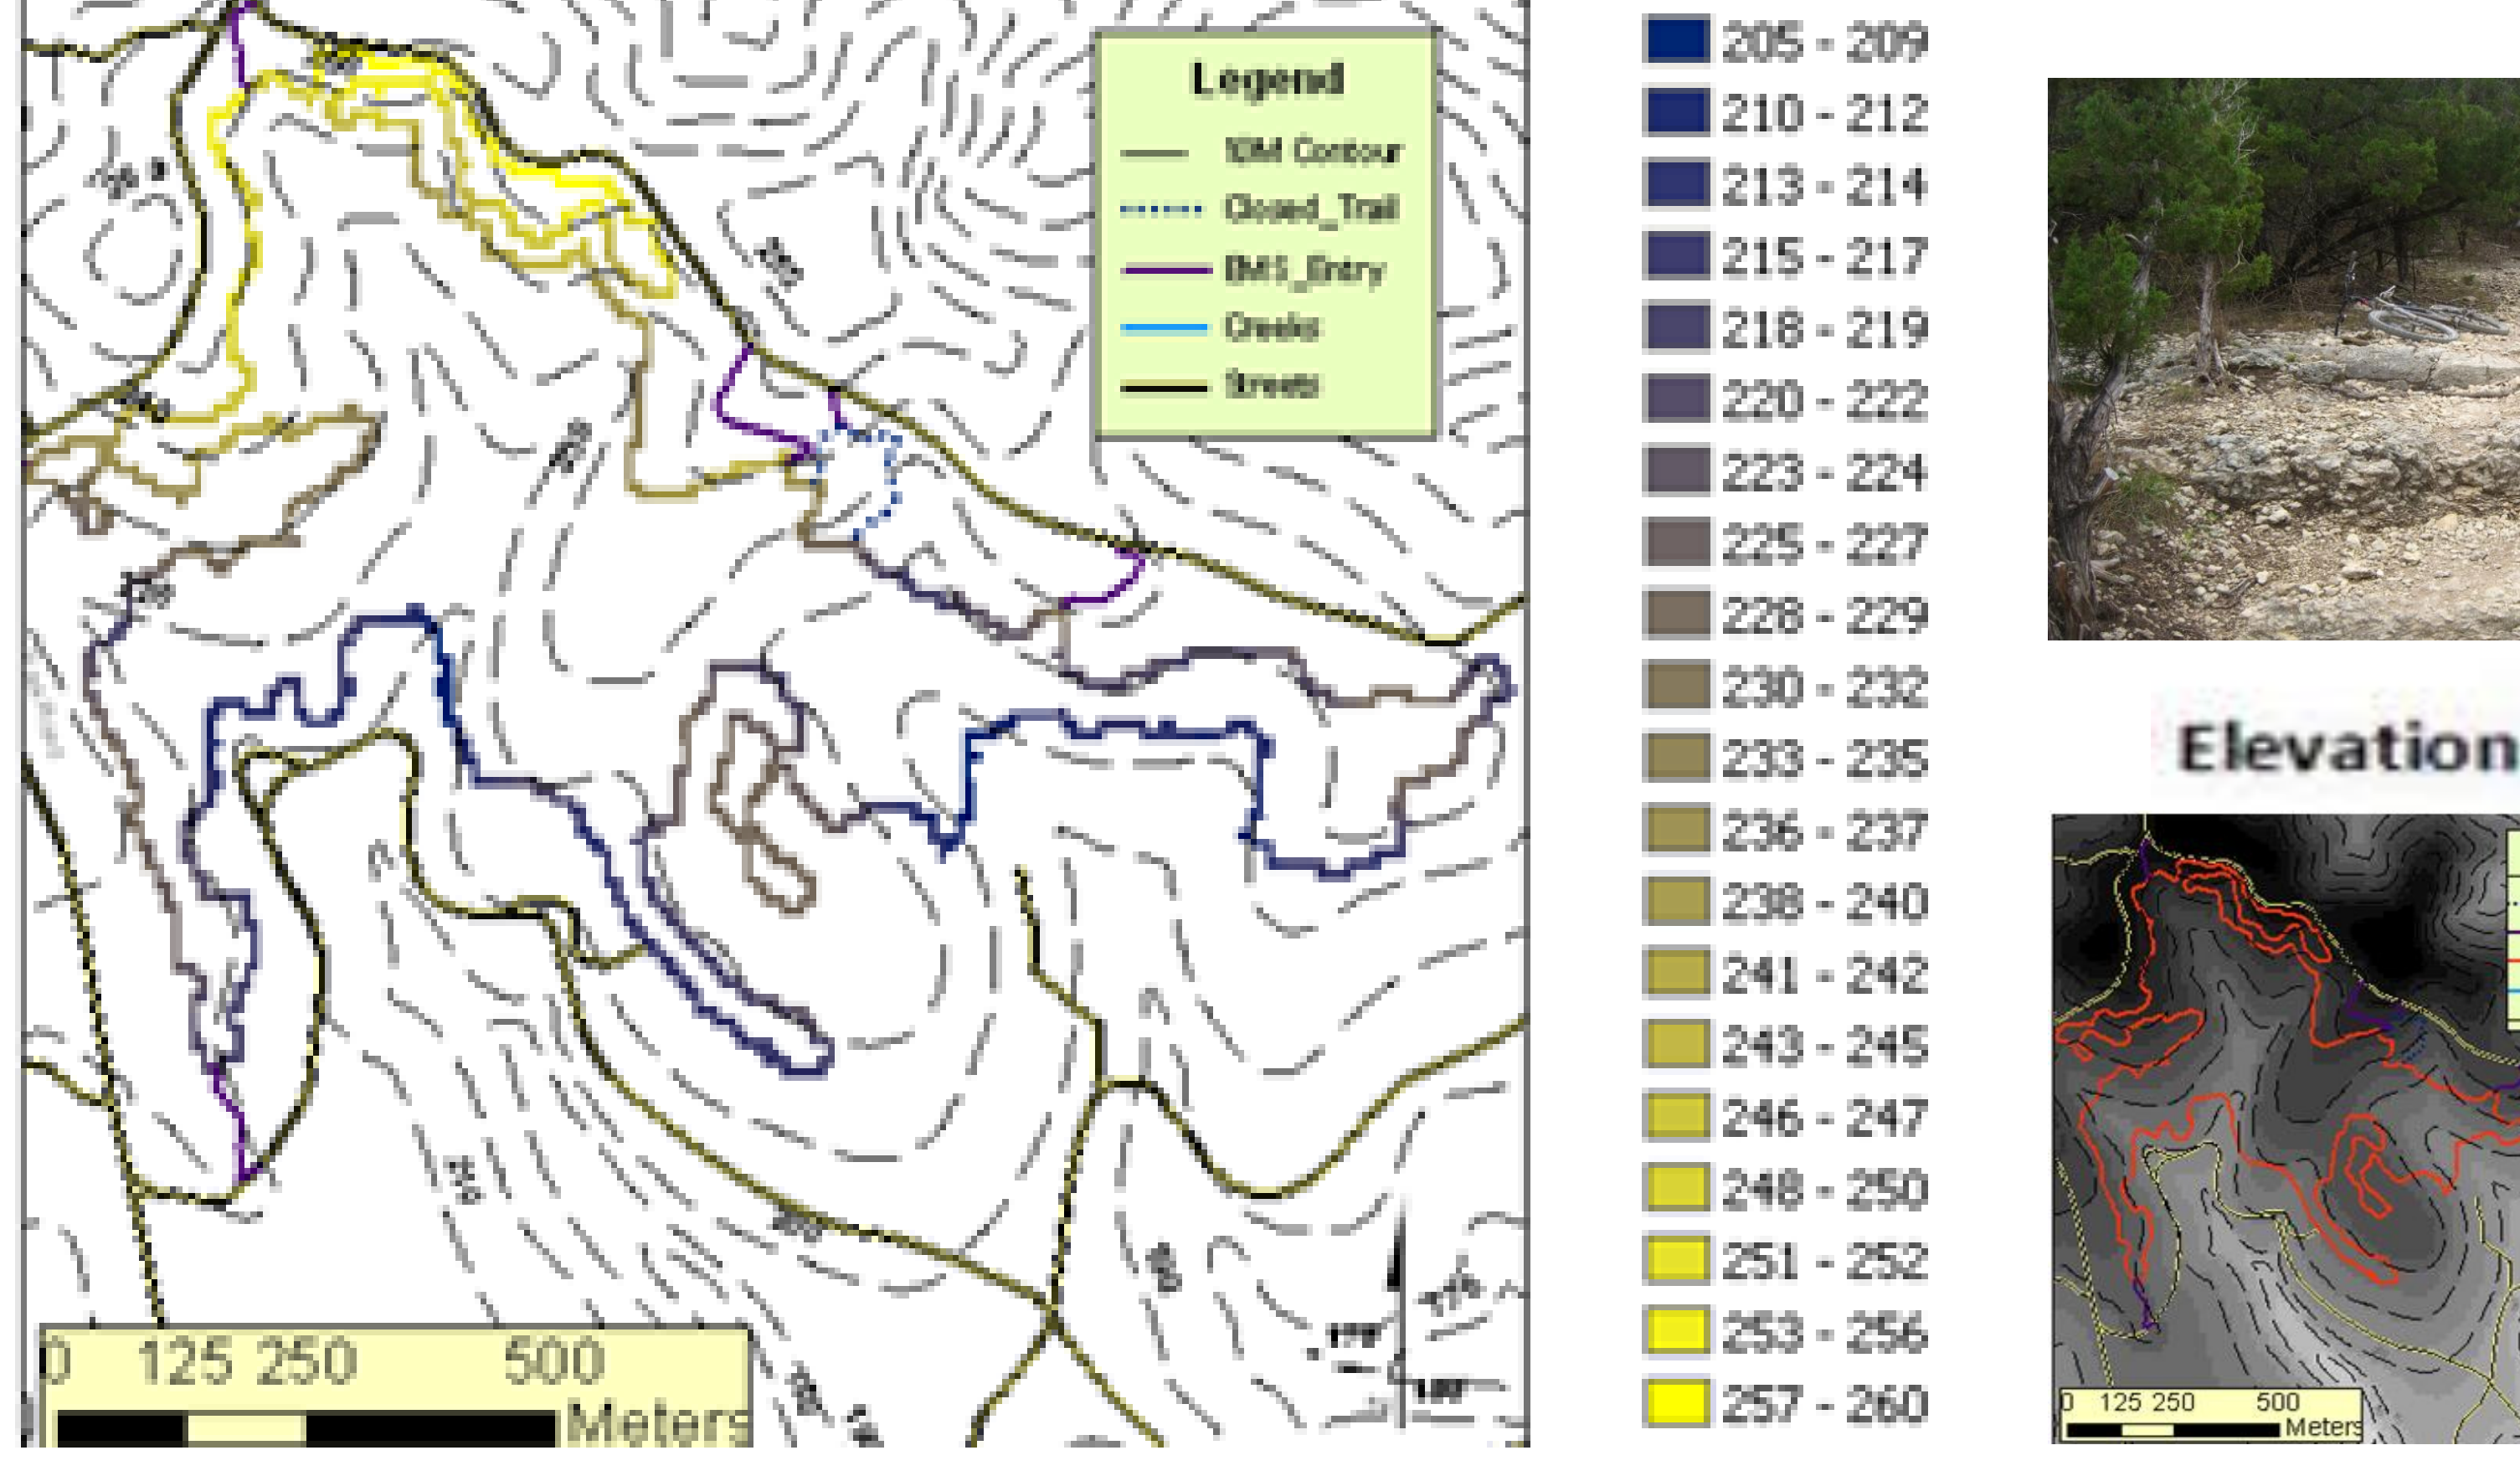 Legend
10M Contour
Closed_Trail
EMS_Entry
Creeks
Streets
0 125 250 500
Meters
205 - 209
210 - 212
213 - 214
215 - 217
218 - 219
220 - 222
223 - 224
225 - 227
228 - 229
230 - 232
233 - 235
236 - 237
238 - 240
241 - 242
243 - 245
246 - 247
248 - 250
251 - 252
253 - 256
257 - 260
Elevation
0 125 250 500
Meters